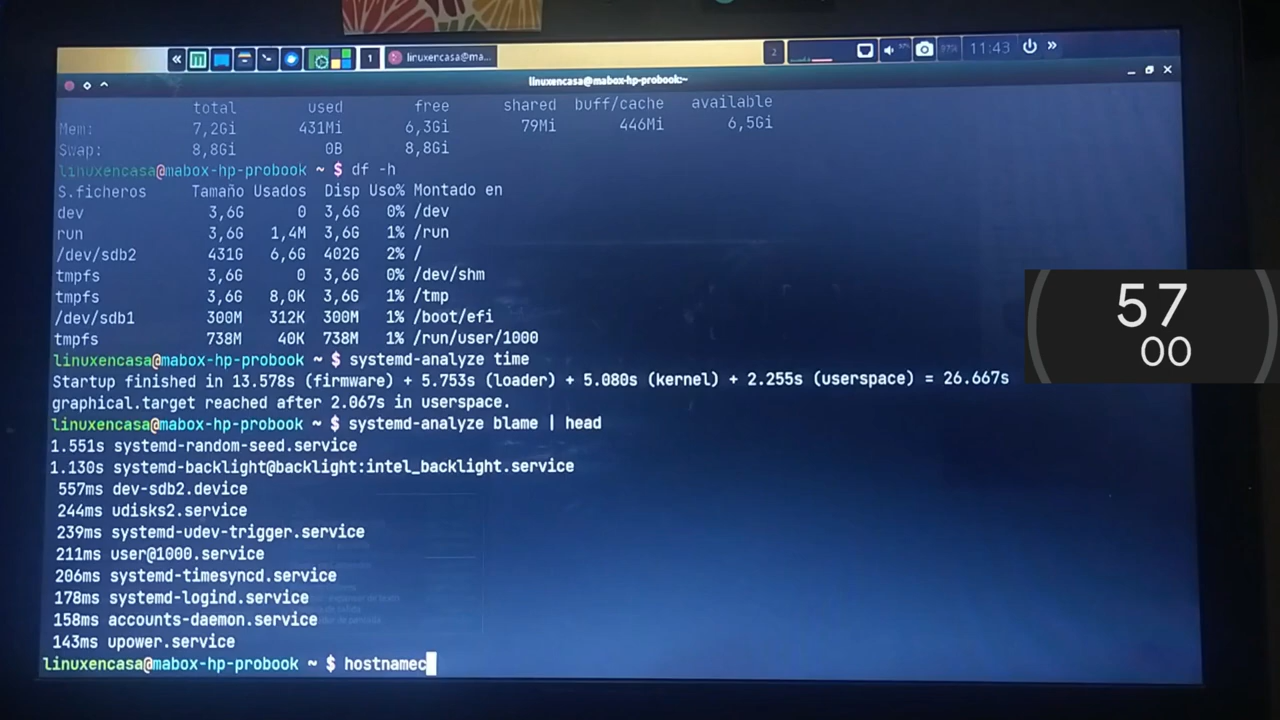 1 linuxencasa@ma... 2 11:43
linuxencasa@mabox-hp-probook:~
total used free shared buff/cache available
Mem: 7,2Gi 431Mi 6,3Gi 79Mi 446Mi 6,5Gi
Swap: 8,8Gi 0B 8,8Gi
linuxencasa@mabox-hp-probook ~ $ df -h
S.ficheros Tamaño Usados Disp Uso% Montado en
dev 3,6G 0 3,6G 0% /dev
run 3,6G 1,4M 3,6G 1% /run
/dev/sdb2 431G 6,6G 402G 2% /
tmpfs 3,6G 0 3,6G 0% /dev/shm
tmpfs 3,6G 8,0K 3,6G 1% /tmp
/dev/sdb1 300M 312K 300M 1% /boot/efi
tmpfs 738M 40K 738M 1% /run/user/1000
linuxencasa@mabox-hp-probook ~ $ systemd-analyze time
Startup finished in 13.578s (firmware) + 5.753s (loader) + 5.080s (kernel) + 2.255s (userspace) = 26.667s
graphical.target reached after 2.067s in userspace.
linuxencasa@mabox-hp-probook ~ $ systemd-analyze blame | head
1.551s systemd-random-seed.service
1.130s systemd-backlight@backlight:intel_backlight.service
557ms dev-sdb2.device
244ms udisks2.service
239ms systemd-udev-trigger.service
211ms user@1000.service
206ms systemd-timesyncd.service
178ms systemd-logind.service
158ms accounts-daemon.service
143ms upower.service
linuxencasa@mabox-hp-probook ~ $ hostnamec
57
00